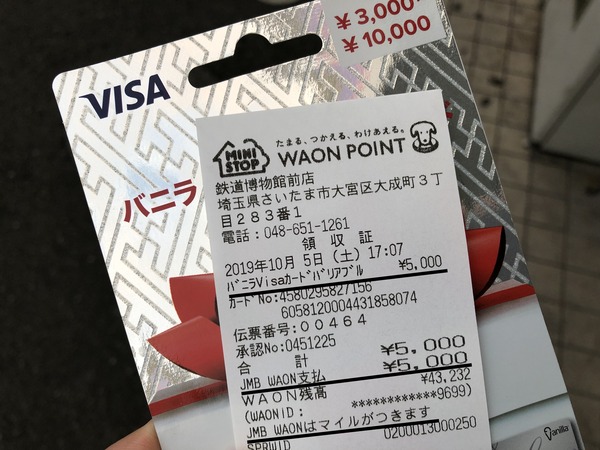 ¥3,000
¥10,000
VISA
バニラ
たまる、つかえる、わけあえる。
MINI STOP WAON POINT
鉄道博物館前店
埼玉県さいたま市大宮区大成町3丁
目283番1
電話:048-651-1261
領収証
2019年10月 5日(土) 17:07
バニラVisaカードバリアブル ¥5,000
カードNo:4580295827156
6058120004431858074
伝票番号:00464
承認No:0451225
合 計 ¥5,000
JMB WAON支払 ¥5,000
WAON残高 ¥43,232
(WAONID: ************9699)
JMB WAONはマイルがつきます
SPRWID 0200013000250
Vanilla